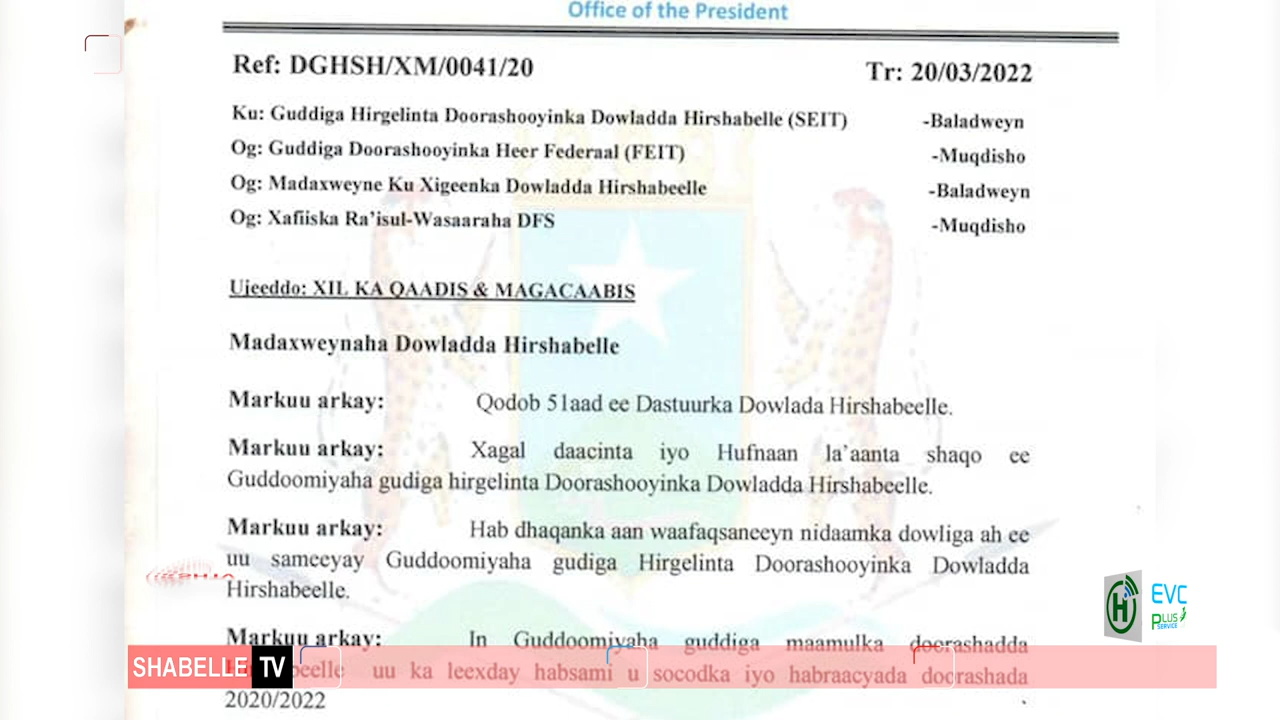 Office of the President
Ref: DGHSH/XM/0041/20 Tr: 20/03/2022
Ku: Guddiga Hirgelinta Doorashooyinka Dowladda Hirshabelle (SEIT) -Baladweyn
Og: Guddiga Doorashooyinka Heer Federaal (FEIT) -Muqdisho
Og: Madaxweyne Ku Xigeenka Dowladda Hirshabeelle -Baladweyn
Og: Xafiiska Ra'isul-Wasaaraha DFS -Muqdisho
Ujeeddo: XIL KA QAADIS & MAGACAABIS
Madaxweynaha Dowladda Hirshabelle
Markuu arkay: Qodob 51aad ee Dastuurka Dowlada Hirshabeelle.
Markuu arkay: Xagal daacinta iyo Hufnaan la'aanta shaqo ee
Guddoomiyaha gudiga hirgelinta Doorashooyinka Dowladda Hirshabeelle.
Markuu arkay: Hab dhaqanka aan waafaqsaneeyn nidaamka dowliga ah ee
uu sameeyay Guddoomiyaha gudiga Hirgelinta Doorashooyinka Dowladda
Hirshabeelle.
Markuu arkay: In Guddoomiyaha guddiga maamulka doorashadda
uu ka leexday habsami u socodka iyo habraacyada doorashada
2020/2022
SHABELLE TV
H
EVC
PLUS
SERVICE